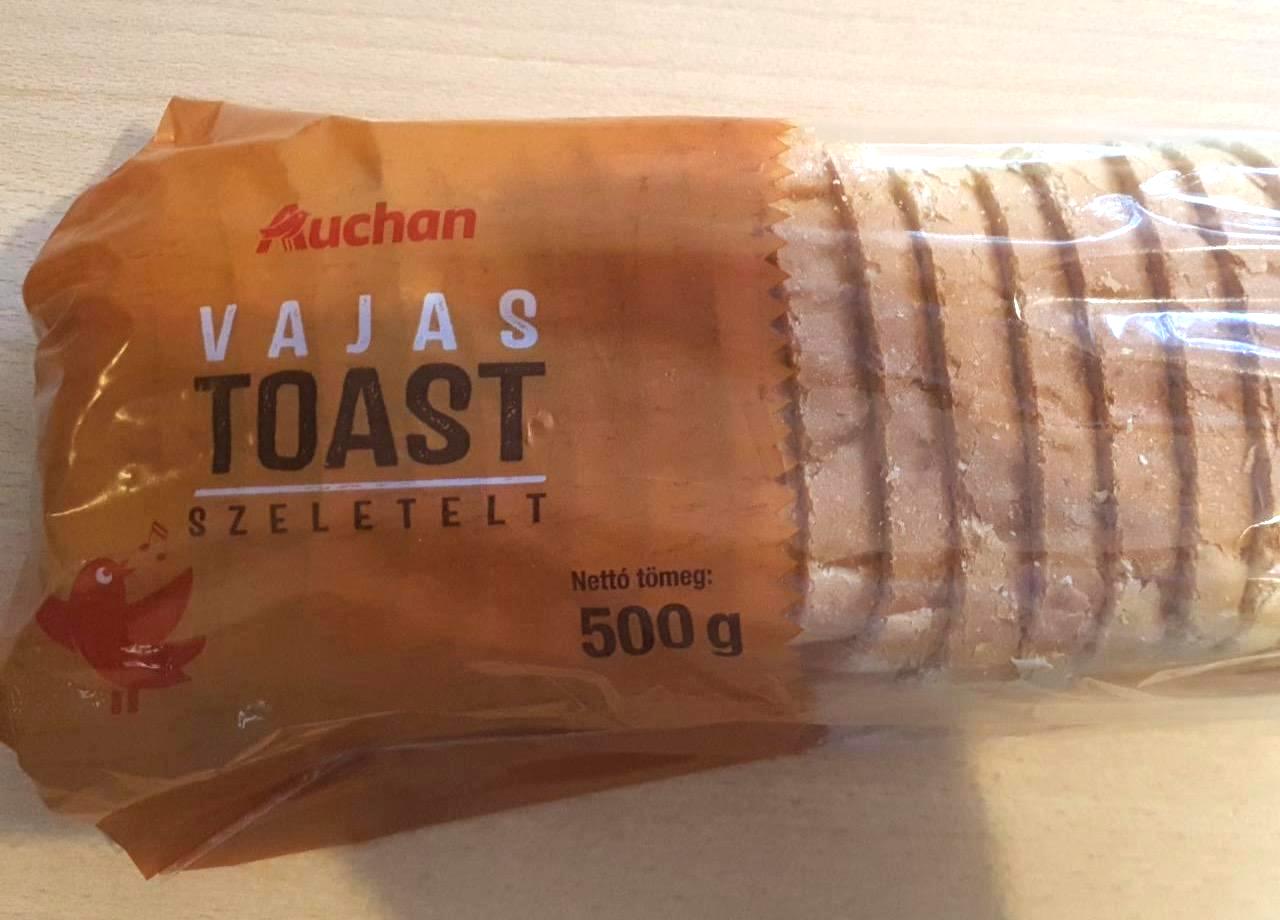 Auchan
VAJAS
TOAST
SZELETELT
Nettó tömeg:
500 g